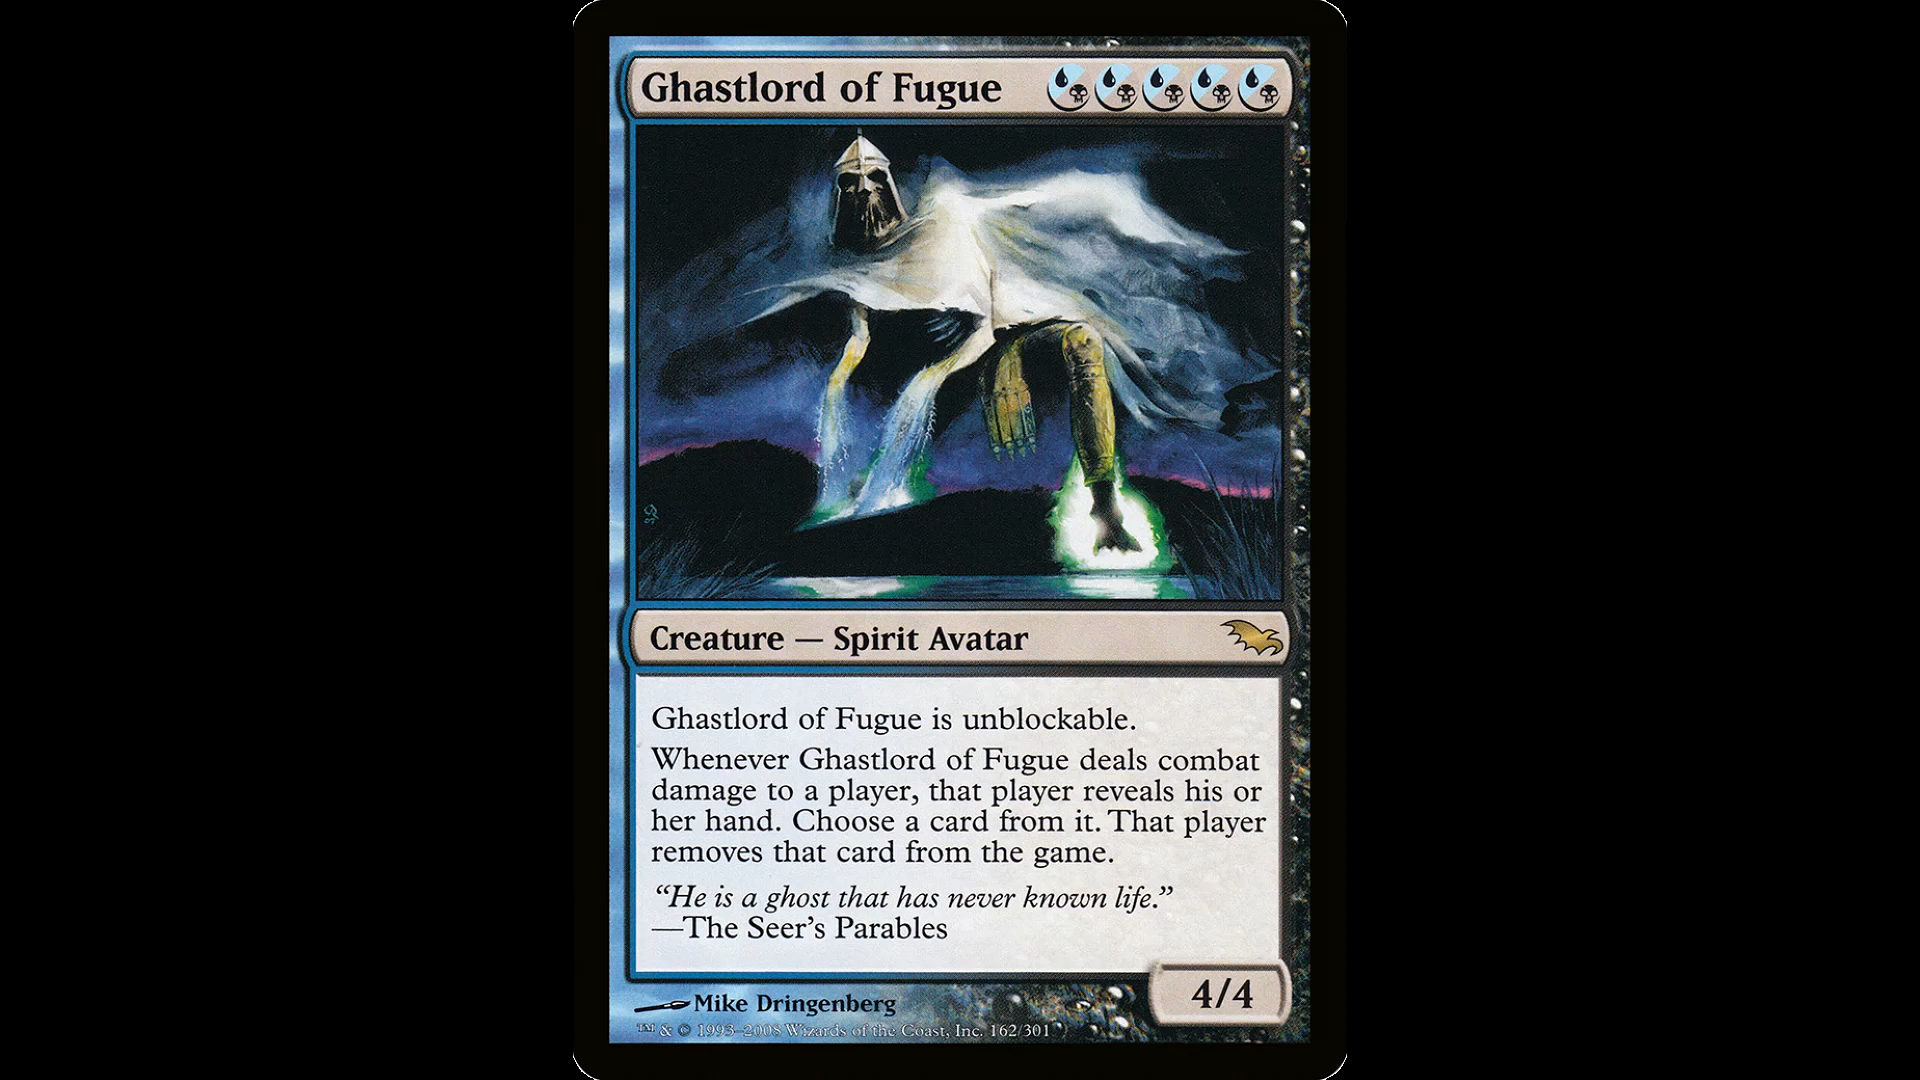 Ghastlord of Fugue
Creature — Spirit Avatar
Ghastlord of Fugue is unblockable.
Whenever Ghastlord of Fugue deals combat
damage to a player, that player reveals his or
her hand. Choose a card from it. That player
removes that card from the game.
“He is a ghost that has never known life.”
—The Seer’s Parables
4/4
Mike Dringenberg
™ & © 1993–2008 Wizards of the Coast, Inc. 162/301